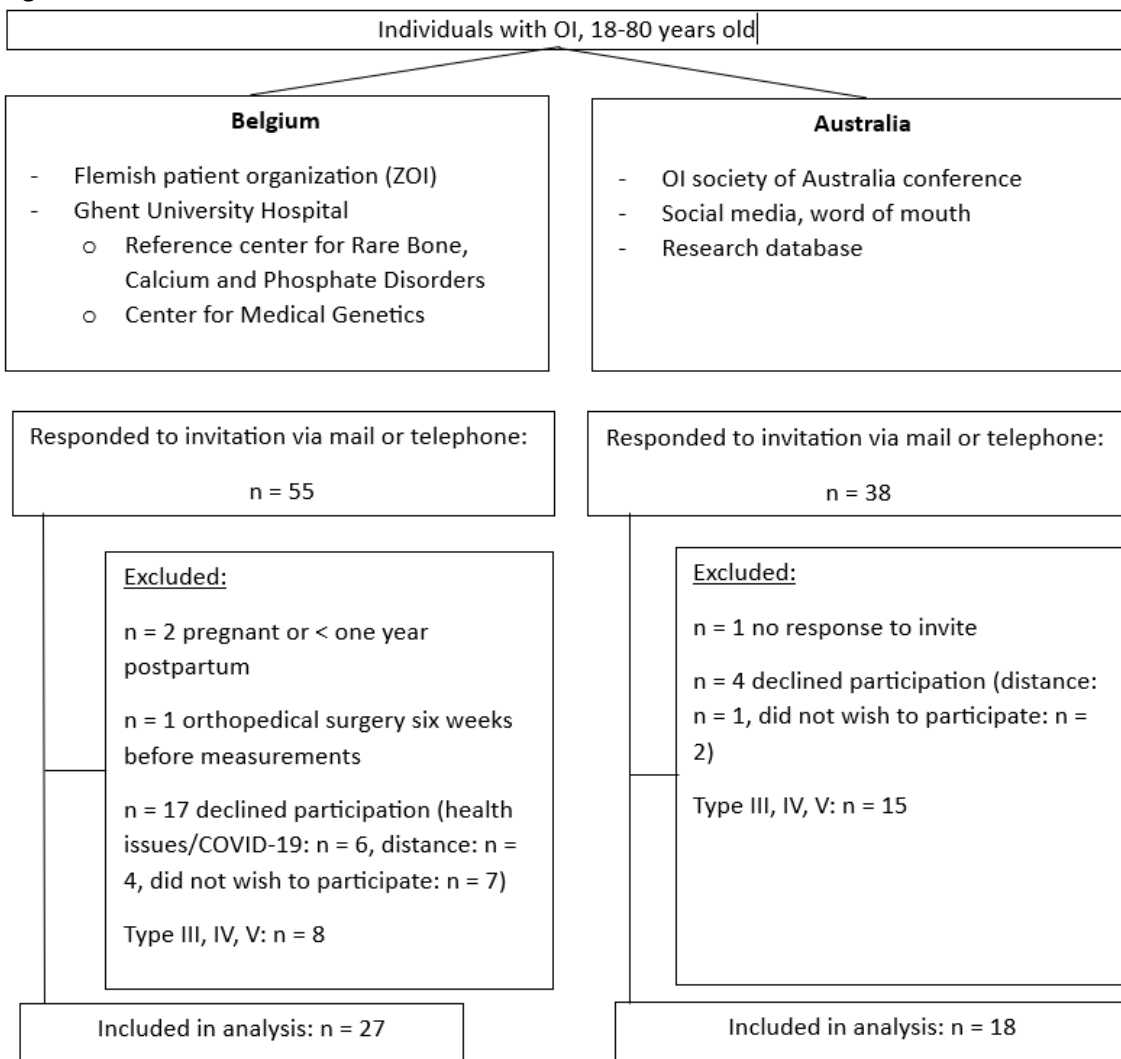 Individuals with OI, 18-80 years old
Belgium
- Flemish patient organization (ZOI)
- Ghent University Hospital
o Reference center for Rare Bone,
Calcium and Phosphate Disorders
o Center for Medical Genetics
Australia
- OI society of Australia conference
- Social media, word of mouth
- Research database
Responded to invitation via mail or telephone:
n = 55
Responded to invitation via mail or telephone:
n = 38
Excluded:
n = 2 pregnant or < one year
postpartum
n = 1 orthopedical surgery six weeks
before measurements
n = 17 declined participation (health
issues/COVID-19: n = 6, distance: n =
4, did not wish to participate: n = 7)
Type III, IV, V: n = 8
Excluded:
n = 1 no response to invite
n = 4 declined participation (distance:
n = 1, did not wish to participate: n =
2)
Type III, IV, V: n = 15
Included in analysis: n = 27
Included in analysis: n = 18